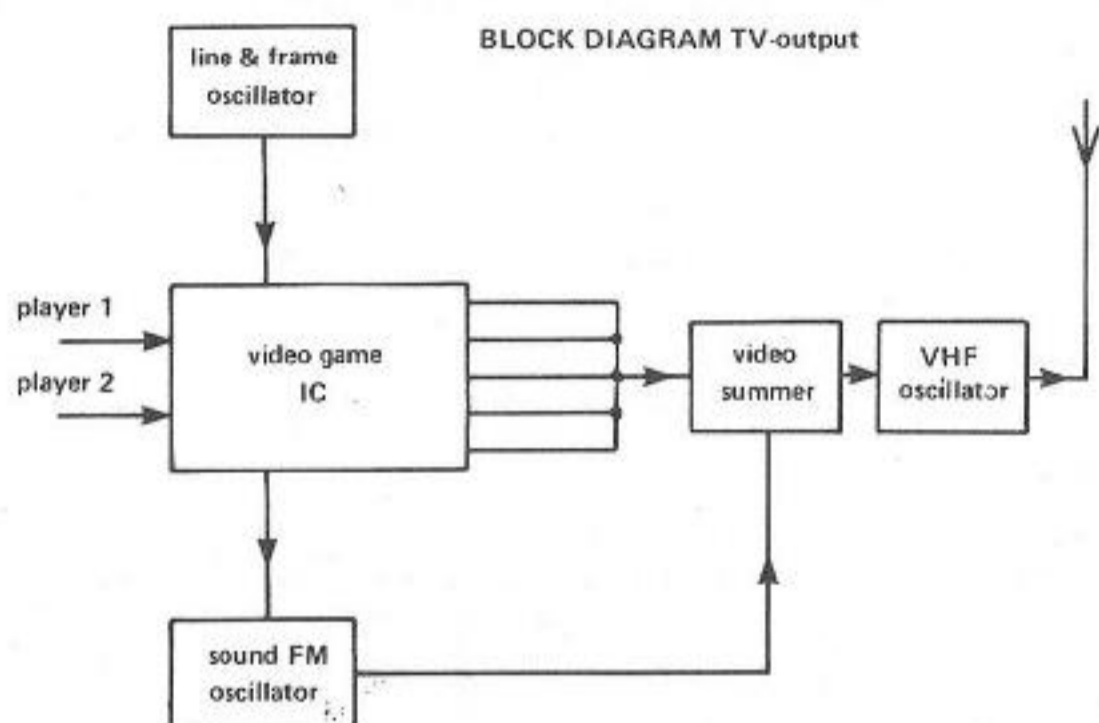 BLOCK DIAGRAM TV-output
line & frame
oscillator
player 1
player 2
video game
IC
video
summer
VHF
oscillator
sound FM
oscillator